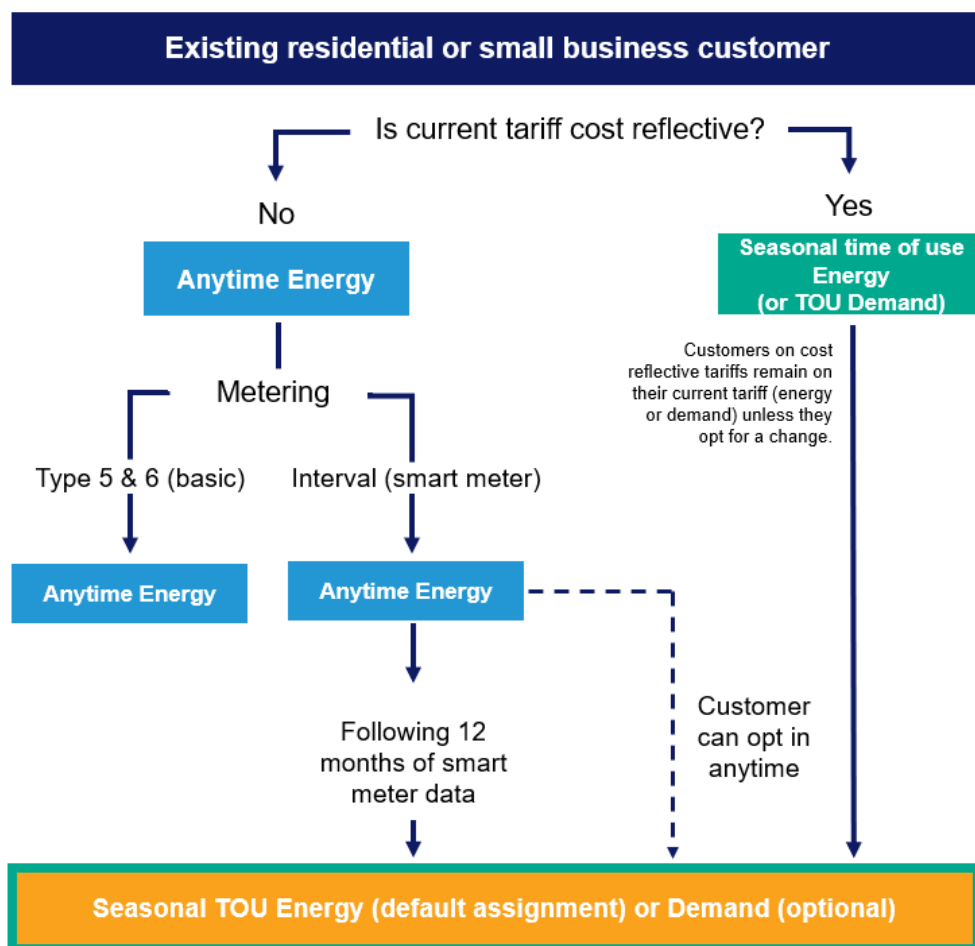 Existing residential or small business customer
Is current tariff cost reflective?
No
Yes
Anytime Energy
Seasonal time of use
Energy
(or TOU Demand)
Customers on cost
reflective tariffs remain on
their current tariff (energy
or demand) unless they
opt for a change.
Metering
Type 5 & 6 (basic)
Interval (smart meter)
Anytime Energy
Anytime Energy
Following 12
months of smart
meter data
Customer
can opt in
anytime
Seasonal TOU Energy (default assignment) or Demand (optional)